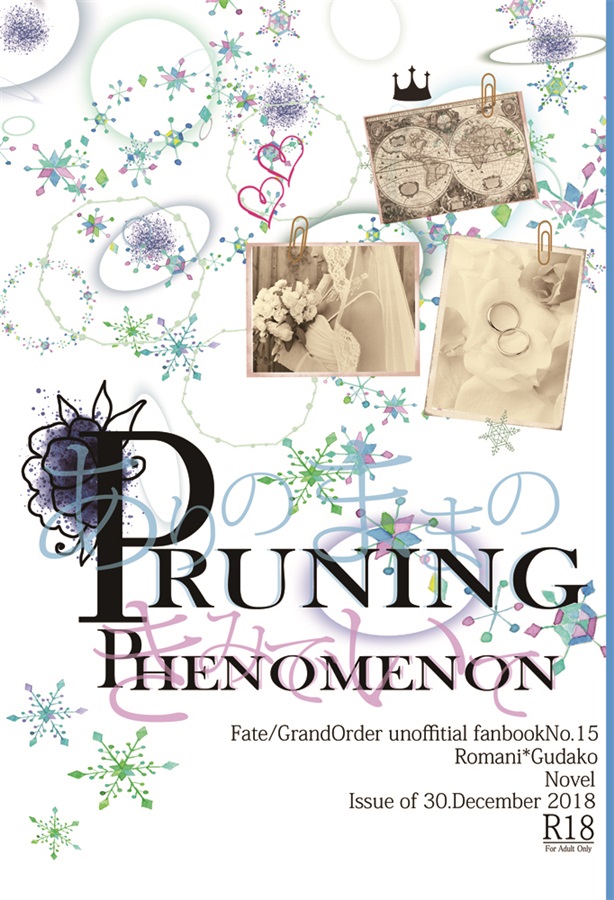 ありのままの
PRUNING
きみでいて
PHENOMENON
Fate/GrandOrder unoffitial fanbookNo.15
Romani*Gudako
Novel
Issue of 30.December 2018
R18
For Adult Only